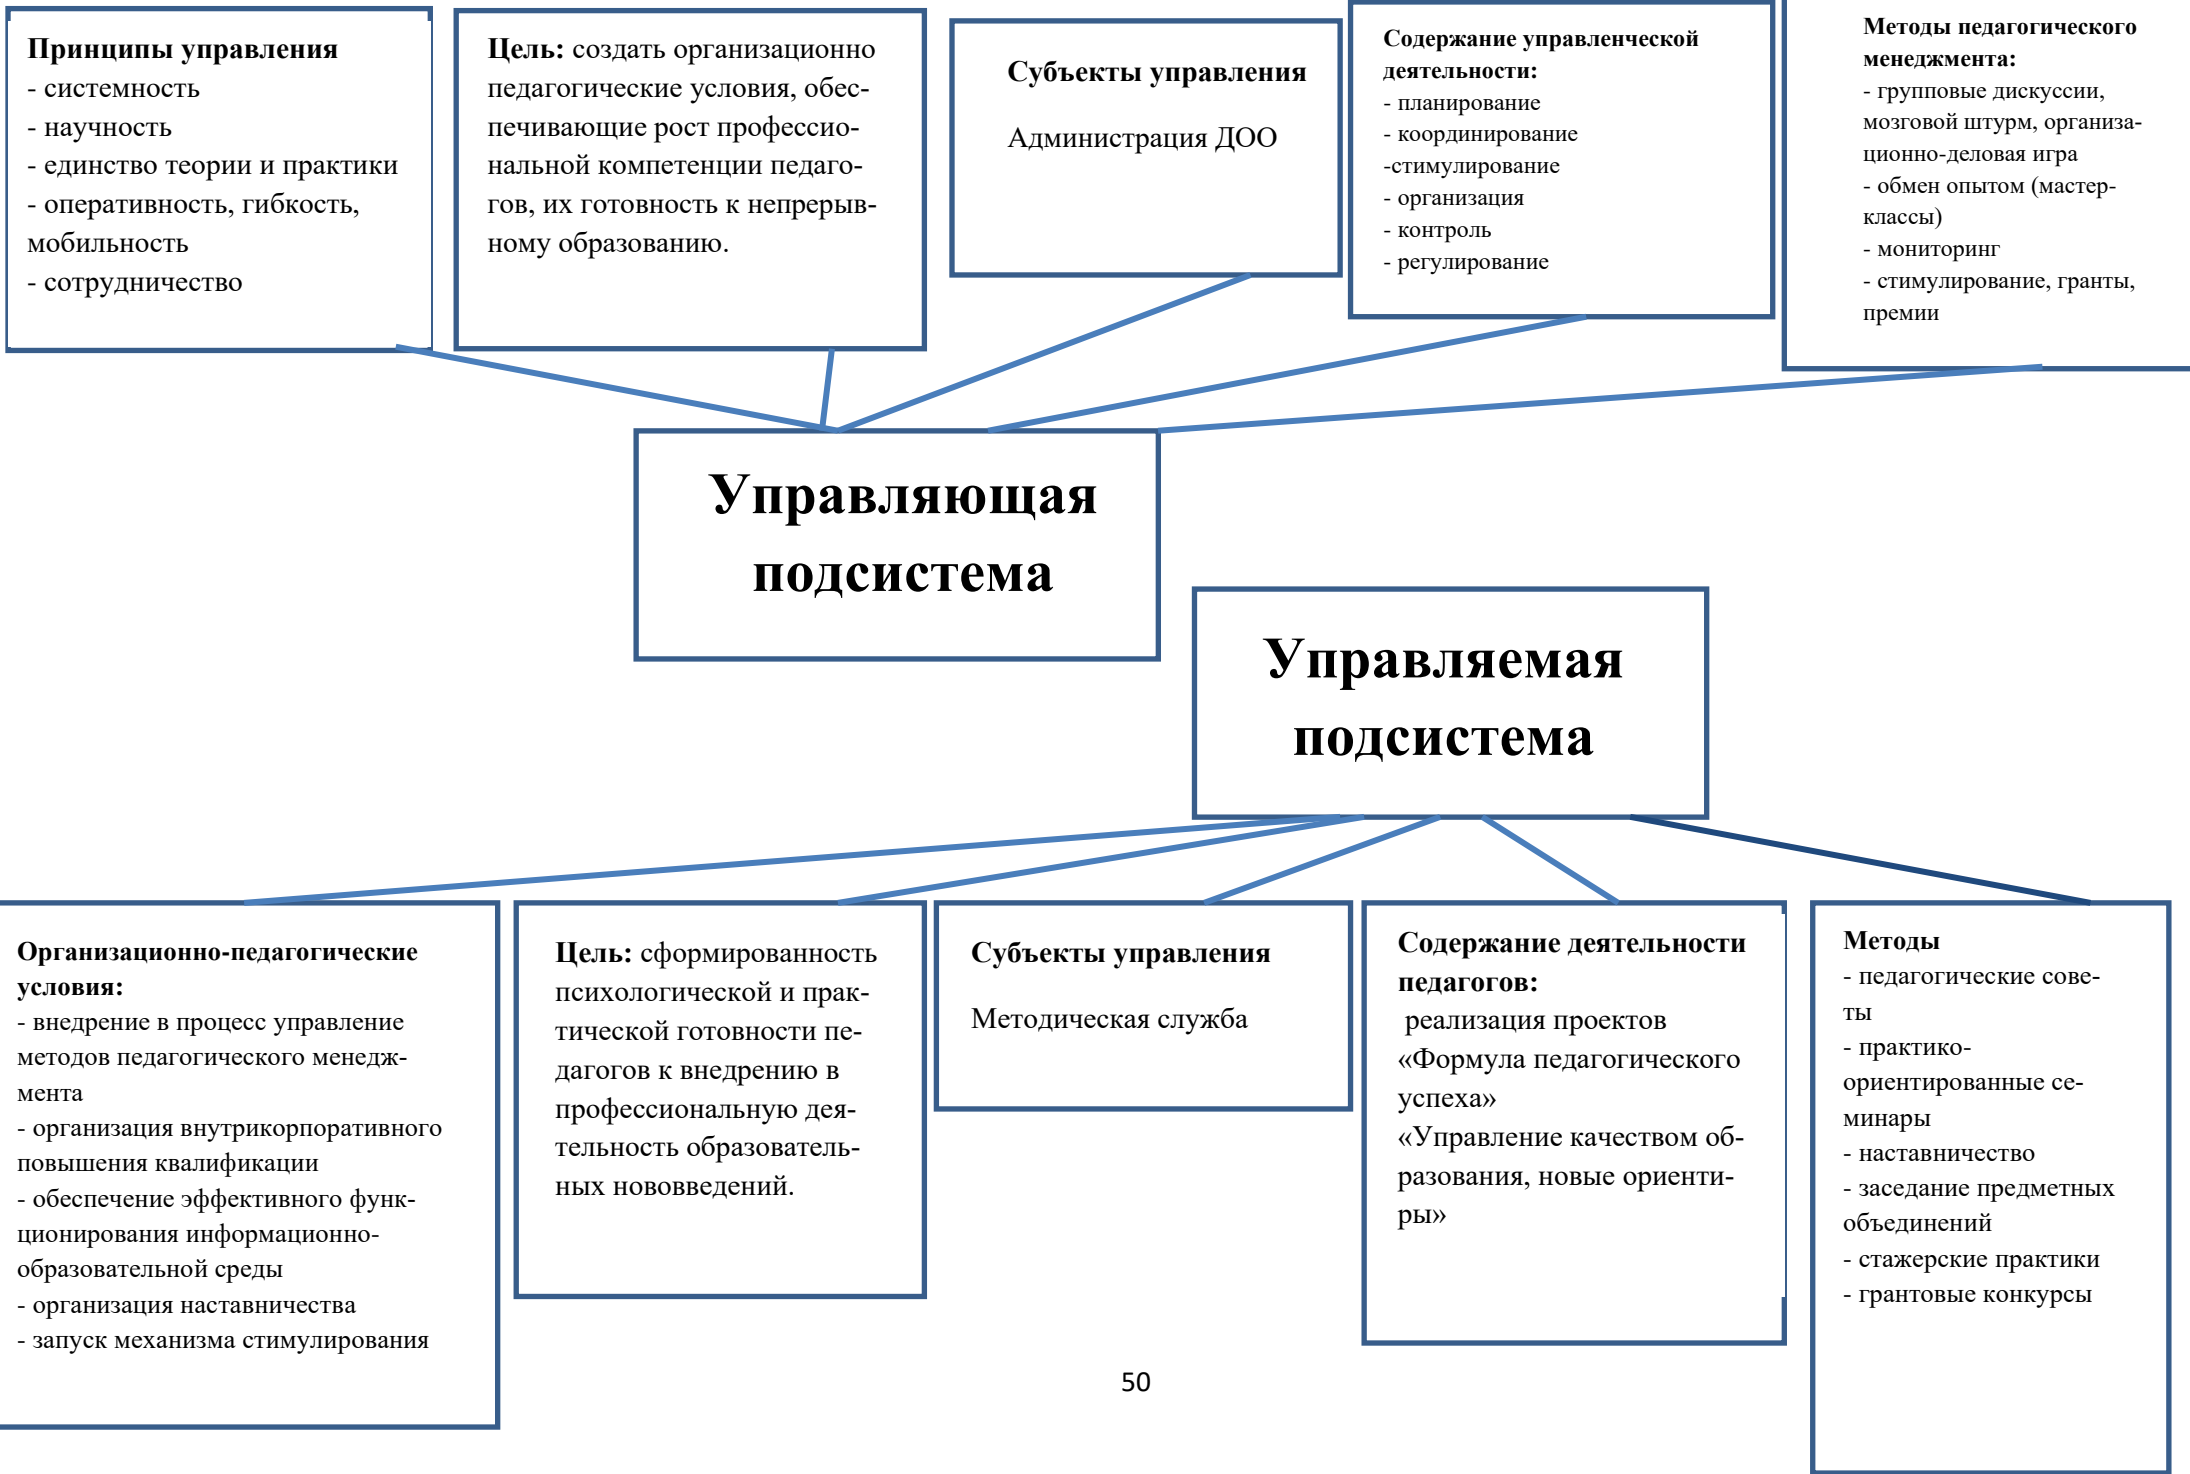 Принципы управления
- системность
- научность
- единство теории и практики
- оперативность, гибкость,
мобильность
- сотрудничество
Цель: создать организационно
педагогические условия, обес-
печивающие рост профессио-
нальной компетенции педаго-
гов, их готовность к непрерыв-
ному образованию.
Субъекты управления
Администрация ДОО
Содержание управленческой
деятельности:
- планирование
- координирование
-стимулирование
- организация
- контроль
- регулирование
Методы педагогического
менеджмента:
- групповые дискуссии,
мозговой штурм, организа-
ционно-деловая игра
- обмен опытом (мастер-
классы)
- мониторинг
- стимулирование, гранты,
премии
Управляющая
подсистема
Управляемая
подсистема
Организационно-педагогические
условия:
- внедрение в процесс управление
методов педагогического менедж-
мента
- организация внутрикорпоративного
повышения квалификации
- обеспечение эффективного функ-
ционирования информационно-
образовательной среды
- организация наставничества
- запуск механизма стимулирования
Цель: сформированность
психологической и прак-
тической готовности пе-
дагогов к внедрению в
профессиональную дея-
тельность образователь-
ных нововведений.
Субъекты управления
Методическая служба
Содержание деятельности
педагогов:
реализация проектов
«Формула педагогического
успеха»
«Управление качеством об-
разования, новые ориенти-
ры»
Методы
- педагогические сове-
ты
- практико-
ориентированные се-
минары
- наставничество
- заседание предметных
объединений
- стажерские практики
- грантовые конкурсы
50